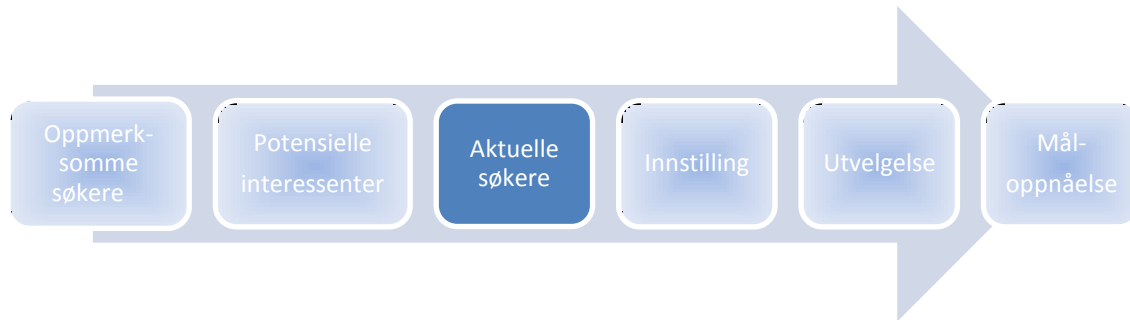 Oppmerk-
somme
søkere
Potensielle
interessenter
Aktuelle
søkere
Innstilling
Utvelgelse
Mål-
oppnåelse